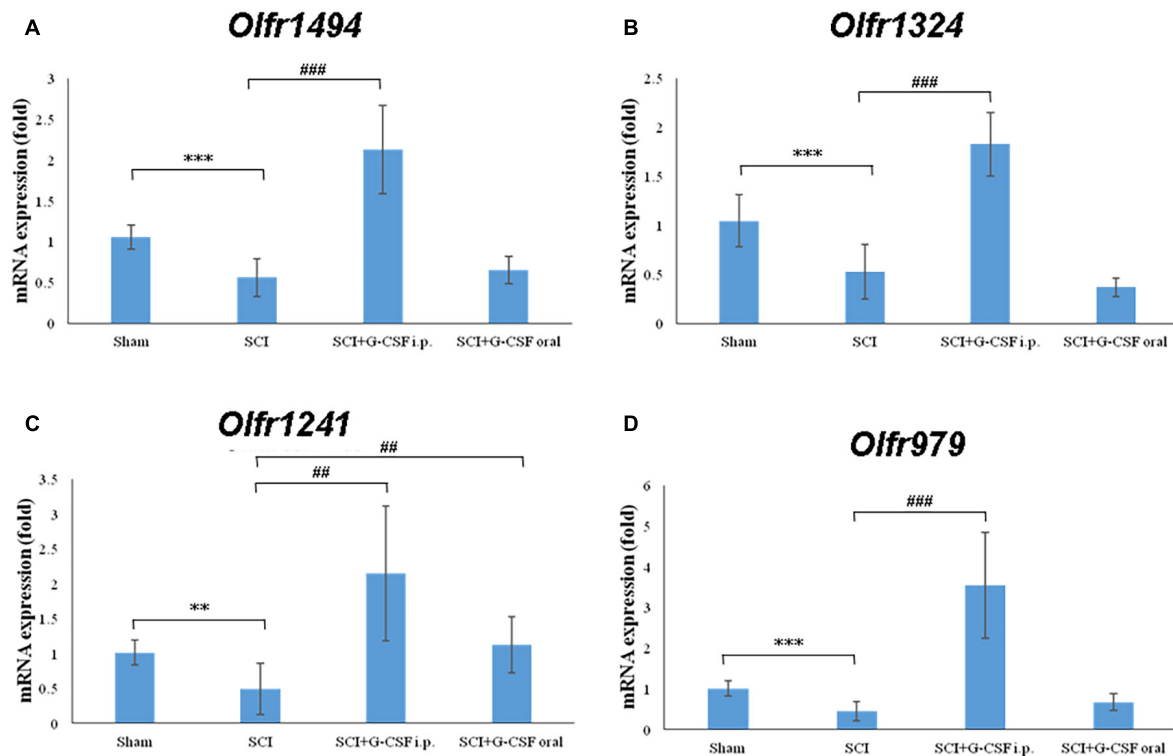 A
Olfr1494
mRNA expression (fold)
3
2.5
2
1.5
1
0.5
0
***
###
Sham
SCI
SCI+G-CSF i.p.
SCI+G-CSF oral
B
Olfr1324
mRNA expression (fold)
2.5
2
1.5
1
0.5
0
***
###
Sham
SCI
SCI+G-CSF i.p.
SCI+G-CSF oral
C
Olfr1241
mRNA expression (fold)
3.5
3
2.5
2
1.5
1
0.5
0
**
##
##
Sham
SCI
SCI+G-CSF i.p.
SCI+G-CSF oral
D
Olfr979
mRNA expression (fold)
6
5
4
3
2
1
0
***
###
Sham
SCI
SCI+G-CSF i.p.
SCI+G-CSF oral